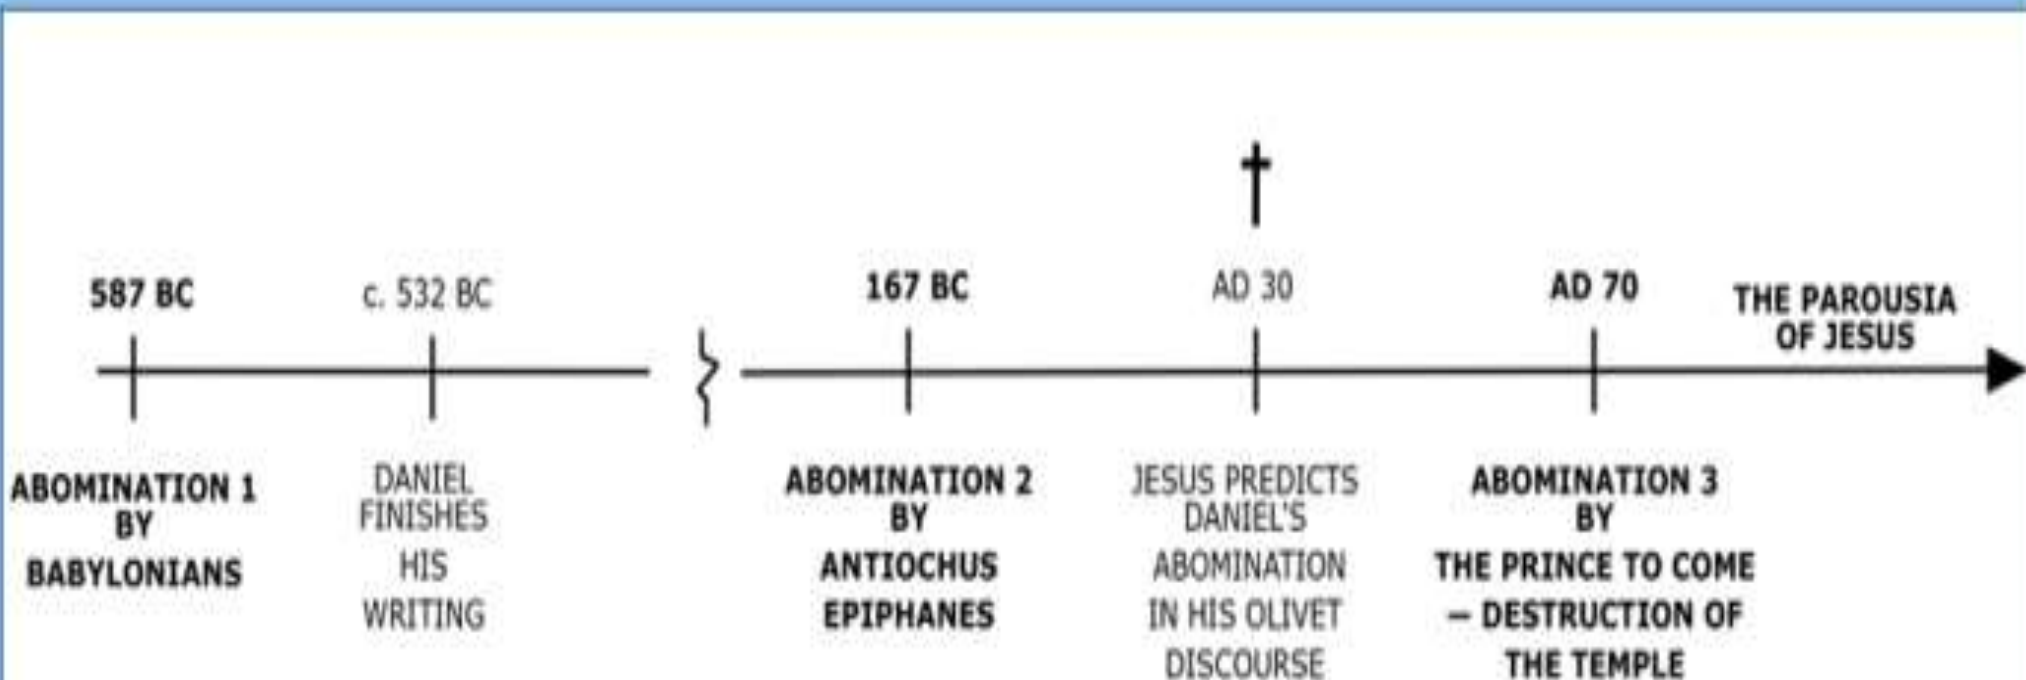 587 BC
c. 532 BC
167 BC
AD 30
AD 70
THE PAROUSIA
OF JESUS
ABOMINATION 1
BY
BABYLONIANS
DANIEL
FINISHES
HIS
WRITING
ABOMINATION 2
BY
ANTIOCHUS
EPIPHANES
JESUS PREDICTS
DANIEL'S
ABOMINATION
IN HIS OLIVET
DISCOURSE
ABOMINATION 3
BY
THE PRINCE TO COME
– DESTRUCTION OF
THE TEMPLE